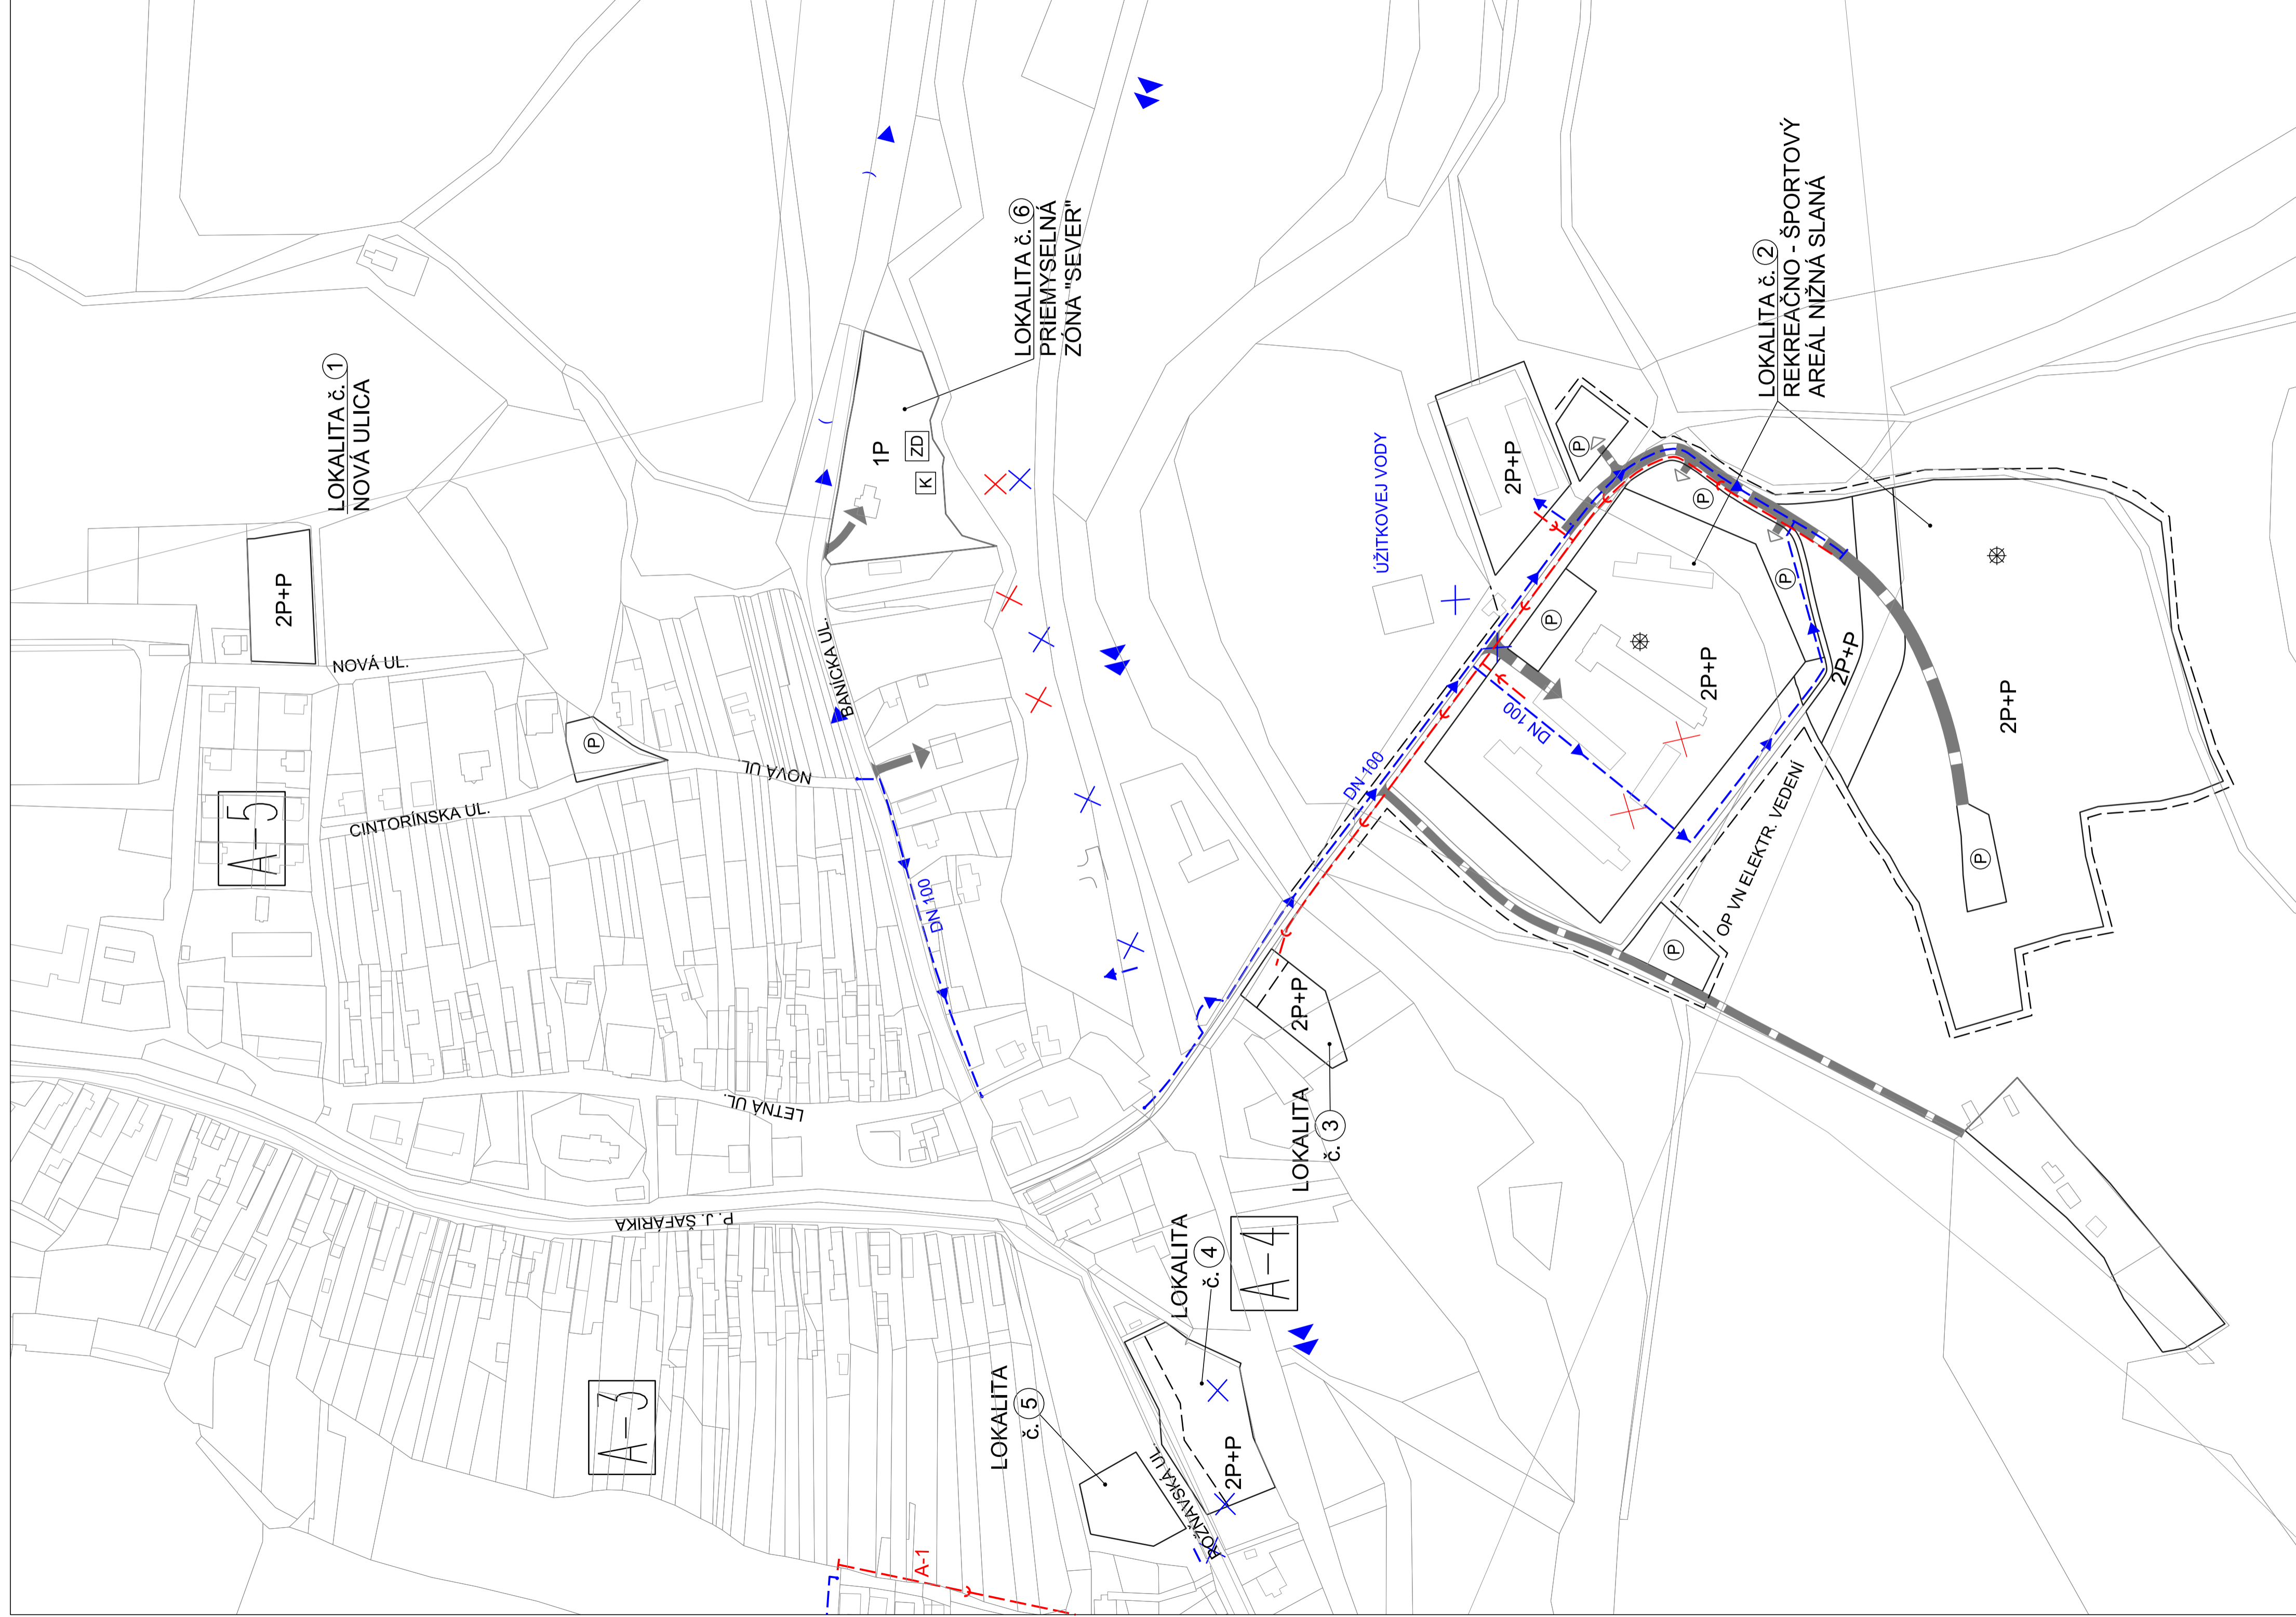 LOKALITA č. 1
NOVÁ ULICA
2P+P
NOVÁ UL.
A-5
CINTORÍNSKA UL.
P
NOVÁ UL.
BANÍCKA UL.
1P
K
ZD
LOKALITA č. 6
PRIEMYSELNÁ
ZÓNA "SEVER"
DN 100
LETNÁ UL.
P. J. ŠAFÁRIKA
A-3
A-1
LOKALITA
č. 5
RÓŽŇAVSKÁ UL.
LOKALITA
č. 4
2P+P
A-4
LOKALITA
č. 3
2P+P
DN 100
ÚŽITKOVEJ VODY
2P+P
P
P
P
P
DN 100
2P+P
LOKALITA č. 2
REKREAČNO - ŠPORTOVÝ
AREÁL NIŽNÁ SLANÁ
2P+P
OP VN ELEKTR. VEDENÍ
P
2P+P
P